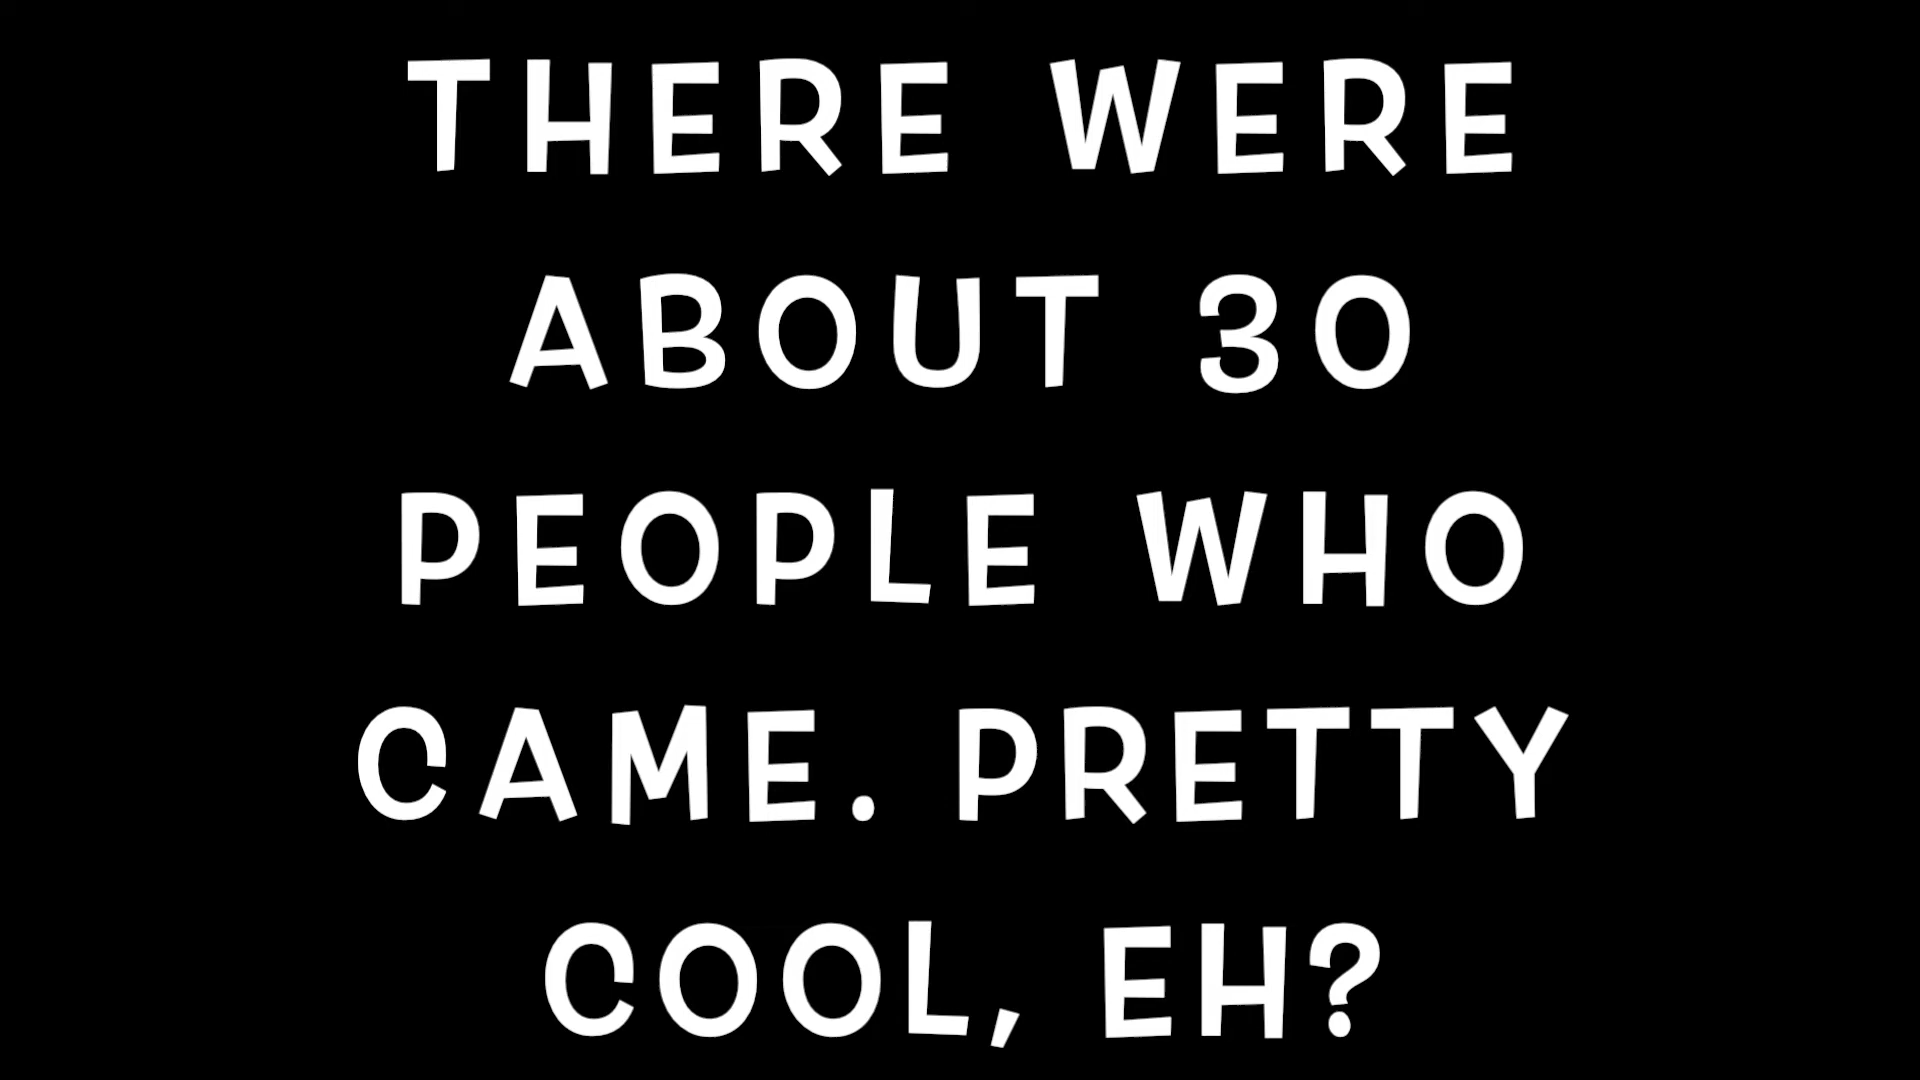 THERE WERE
ABOUT 30
PEOPLE WHO
CAME. PRETTY
COOL, EH?